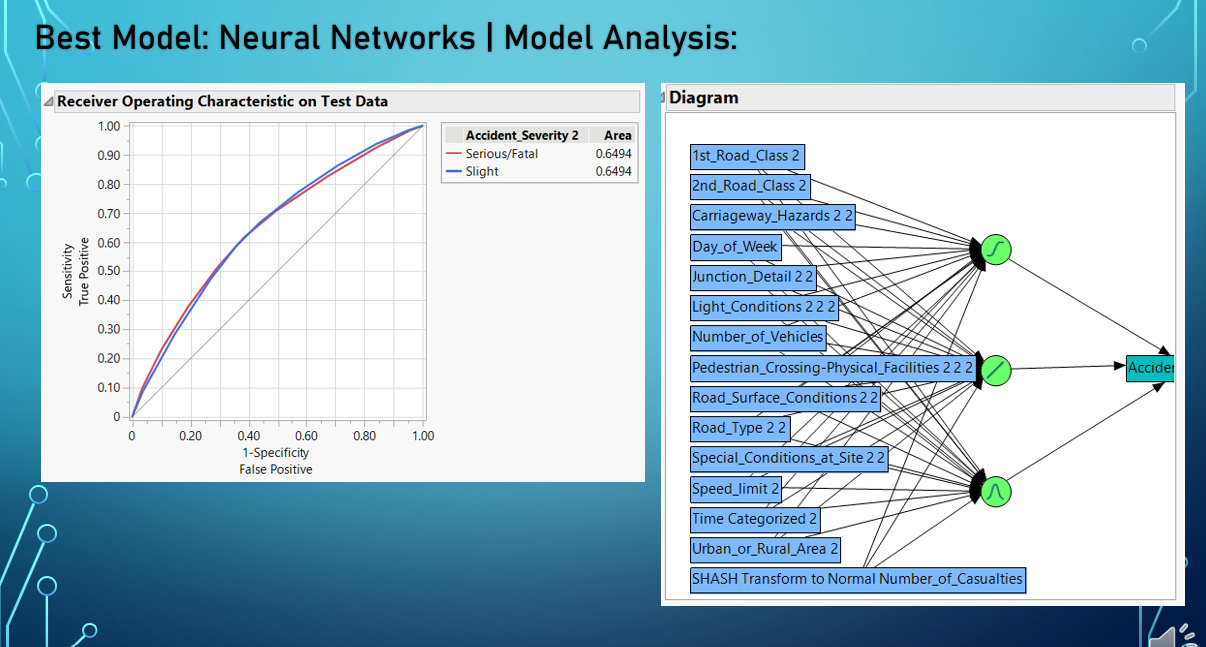 Best Model: Neural Networks | Model Analysis:
Receiver Operating Characteristic on Test Data
1.00
0.90
0.80
0.70
0.60
0.50
0.40
0.30
0.20
0.10
0
Sensitivity
True Positive
0 0.20 0.40 0.60 0.80 1.00
1-Specificity
False Positive
Accident_Severity 2 Area
Serious/Fatal 0.6494
Slight 0.6494
Diagram
1st_Road_Class 2
2nd_Road_Class 2
Carriageway_Hazards 2 2
Day_of_Week
Junction_Detail 2 2
Light_Conditions 2 2 2
Number_of_Vehicles
Pedestrian_Crossing-Physical_Facilities 2 2 2
Road_Surface_Conditions 2 2
Road_Type 2 2
Special_Conditions_at_Site 2 2
Speed_limit 2
Time Categorized 2
Urban_or_Rural_Area 2
SHASH Transform to Normal Number_of_Casualties
Accider